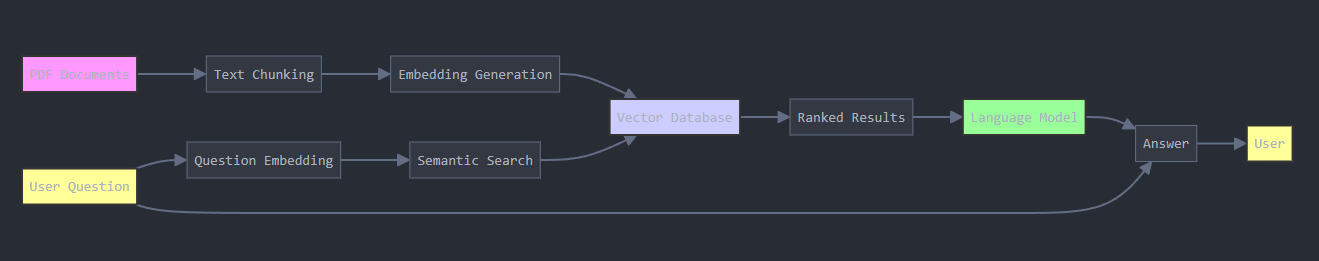 PDF Documents
Text Chunking
Embedding Generation
Vector Database
Ranked Results
Language Model
Answer
User
Question Embedding
Semantic Search
User Question